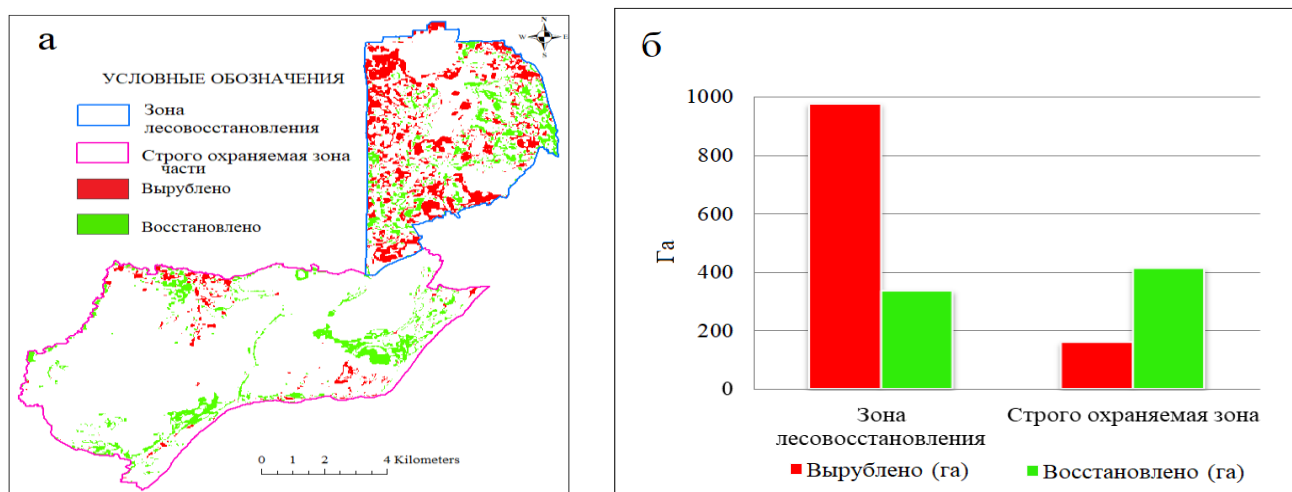 а
N
W E
S
УСЛОВНЫЕ ОБОЗНАЧЕНИЯ
Зона
лесовосстановления
Строго охраняемая зона
части
Вырублено
Восстановлено
0 1 2 4 Kilometers
б
Га
1000
800
600
400
200
0
Зона
лесовосстановления
Строго охраняемая зона
Вырублено (га) Восстановлено (га)